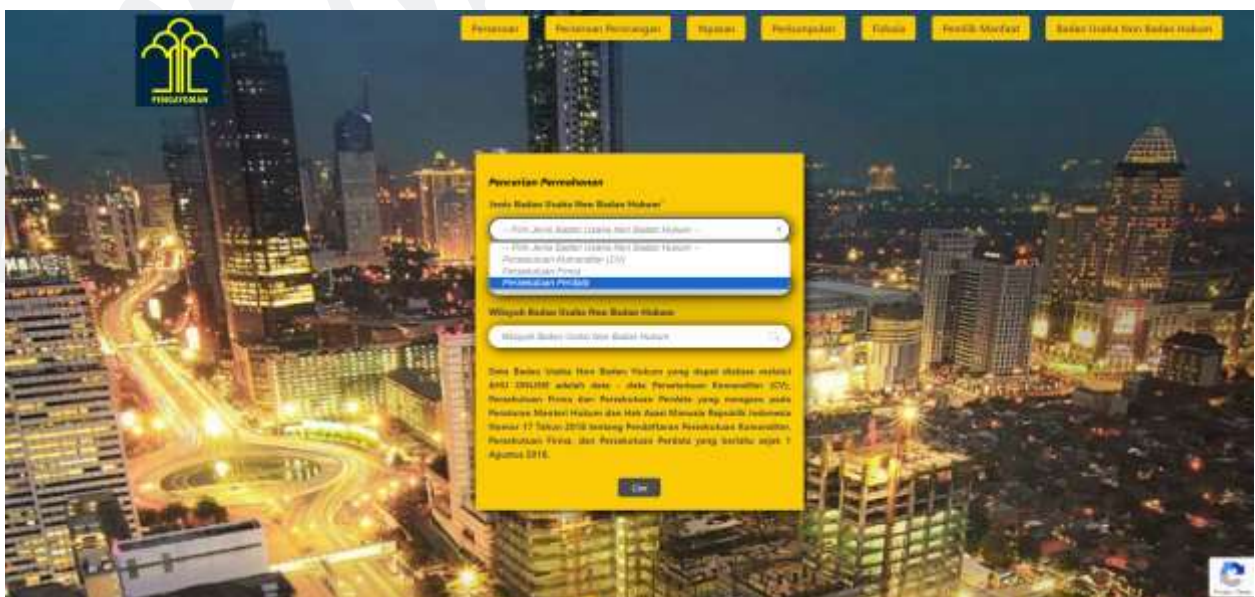 PENGAYOMAN
Perseroan
Perseroan Perorangan
Yayasan
Perkumpulan
Fidusia
Pemilik Manfaat
Badan Usaha Non Badan Hukum
Pencarian Permohonan
Jenis Badan Usaha Non Badan Hukum*
-- Pilih Jenis Badan Usaha Non Badan Hukum --
-- Pilih Jenis Badan Usaha Non Badan Hukum --
Persekutuan Komanditer (CV)
Persekutuan Firma
Persekutuan Perdata
Wilayah Badan Usaha Non Badan Hukum
Wilayah Badan Usaha Non Badan Hukum
Data Badan Usaha Non Badan Hukum yang dapat diakses melalui
AHU ONLINE adalah data - data Persekutuan Komanditer (CV),
Persekutuan Firma dan Persekutuan Perdata yang mengacu pada
Peraturan Menteri Hukum dan Hak Asasi Manusia Republik Indonesia
Nomor 17 Tahun 2018 tentang Pendaftaran Persekutuan Komanditer,
Persekutuan Firma, dan Persekutuan Perdata yang berlaku sejak 1
Agustus 2018.
Cari